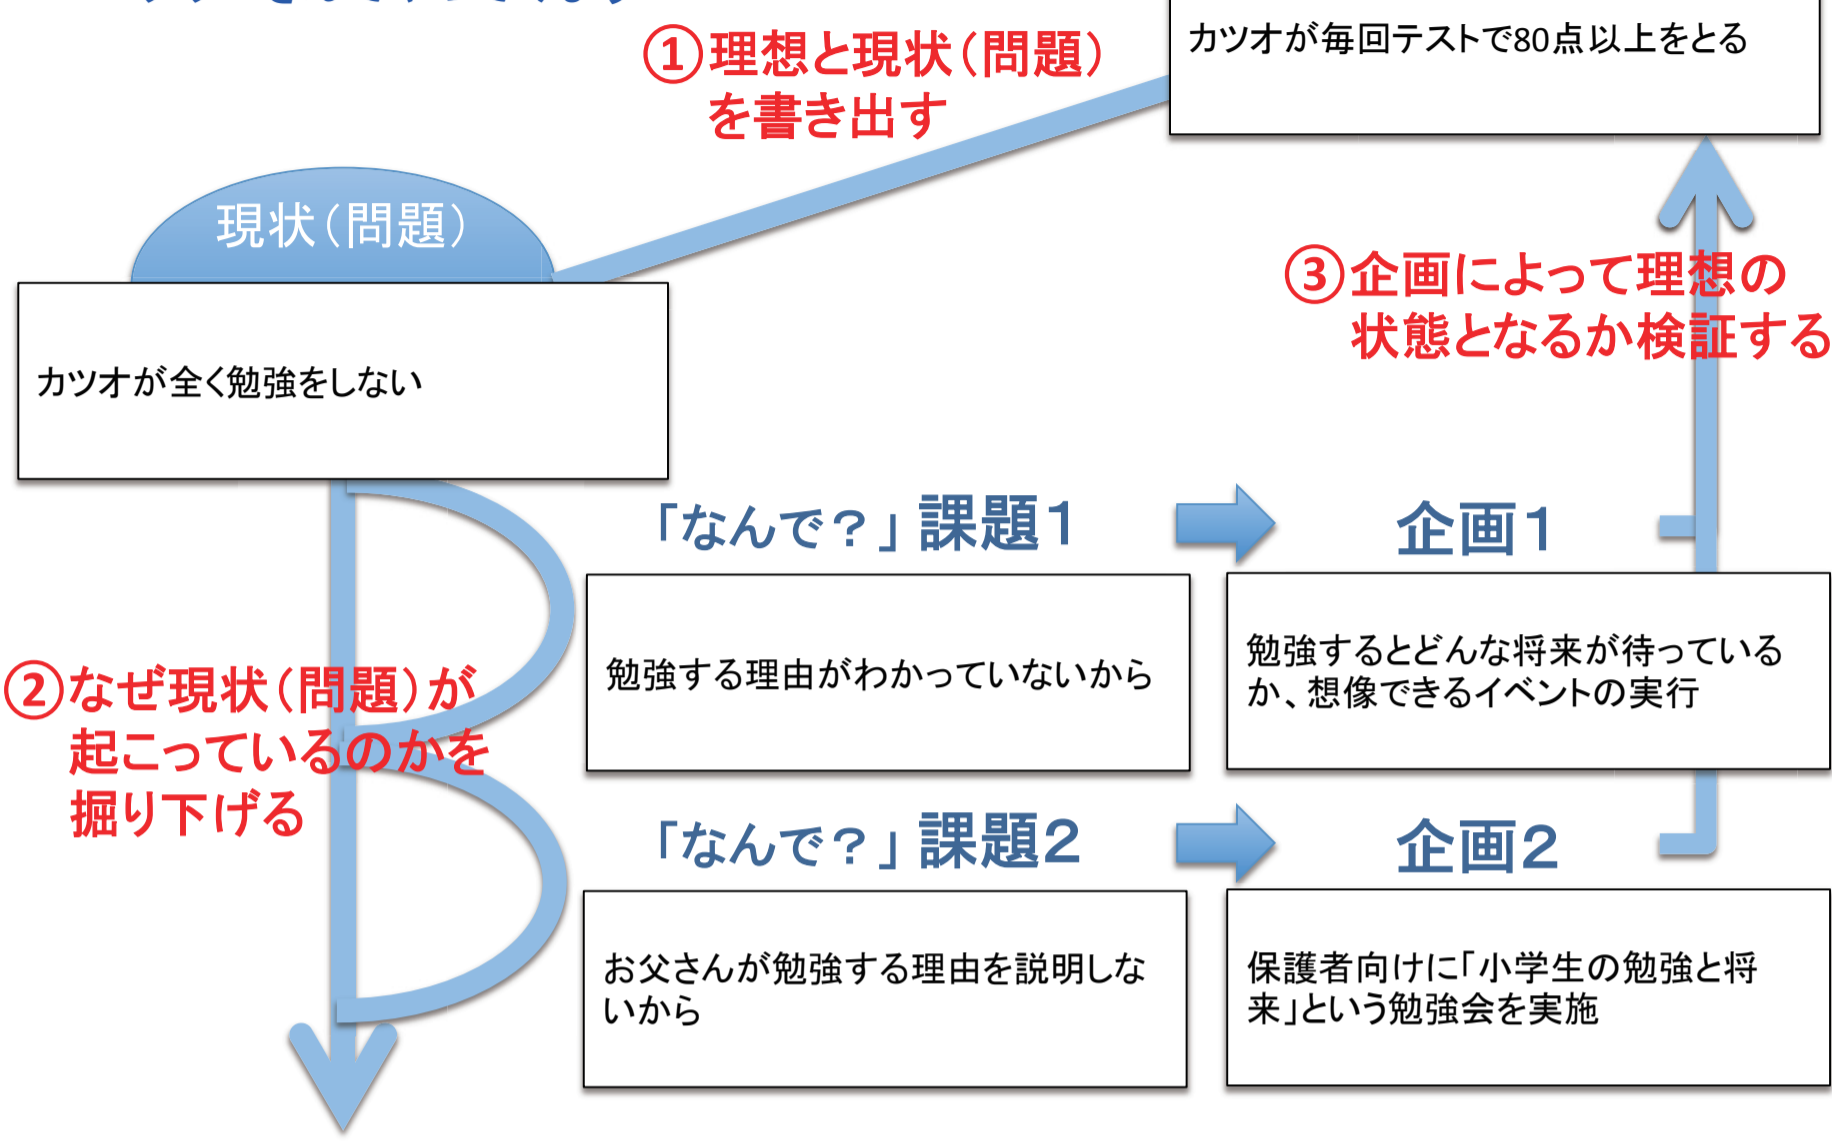 ①理想と現状(問題)
を書き出す
カツオが毎回テストで80点以上をとる
現状(問題)
カツオが全く勉強をしない
③企画によって理想の
状態となるか検証する
②なぜ現状(問題)が
起こっているのかを
掘り下げる
「なんで？」課題1
企画1
勉強する理由がわかっていないから
勉強するとどんな将来が待っている
か、想像できるイベントの実行
「なんで？」課題2
企画2
お父さんが勉強する理由を説明しな
いから
保護者向けに「小学生の勉強と将
来」という勉強会を実施